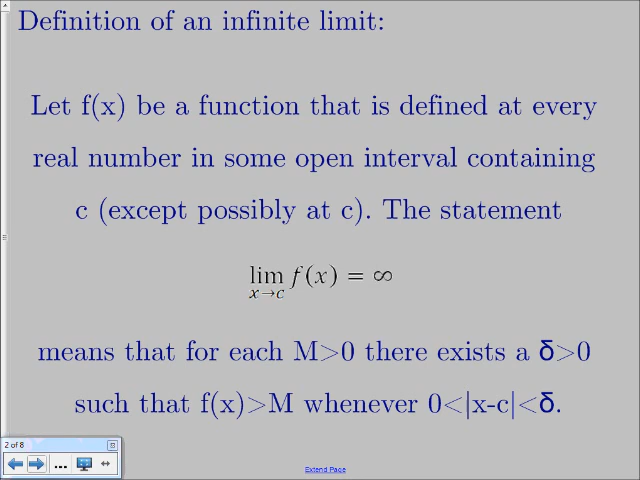 Definition of an infinite limit:
Let f(x) be a function that is defined at every
real number in some open interval containing
c (except possibly at c). The statement
lim f(x) = ∞
x→c
means that for each M>0 there exists a δ>0
such that f(x)>M whenever 0<|x-c|<δ.
2 of 8
...
Extend Page